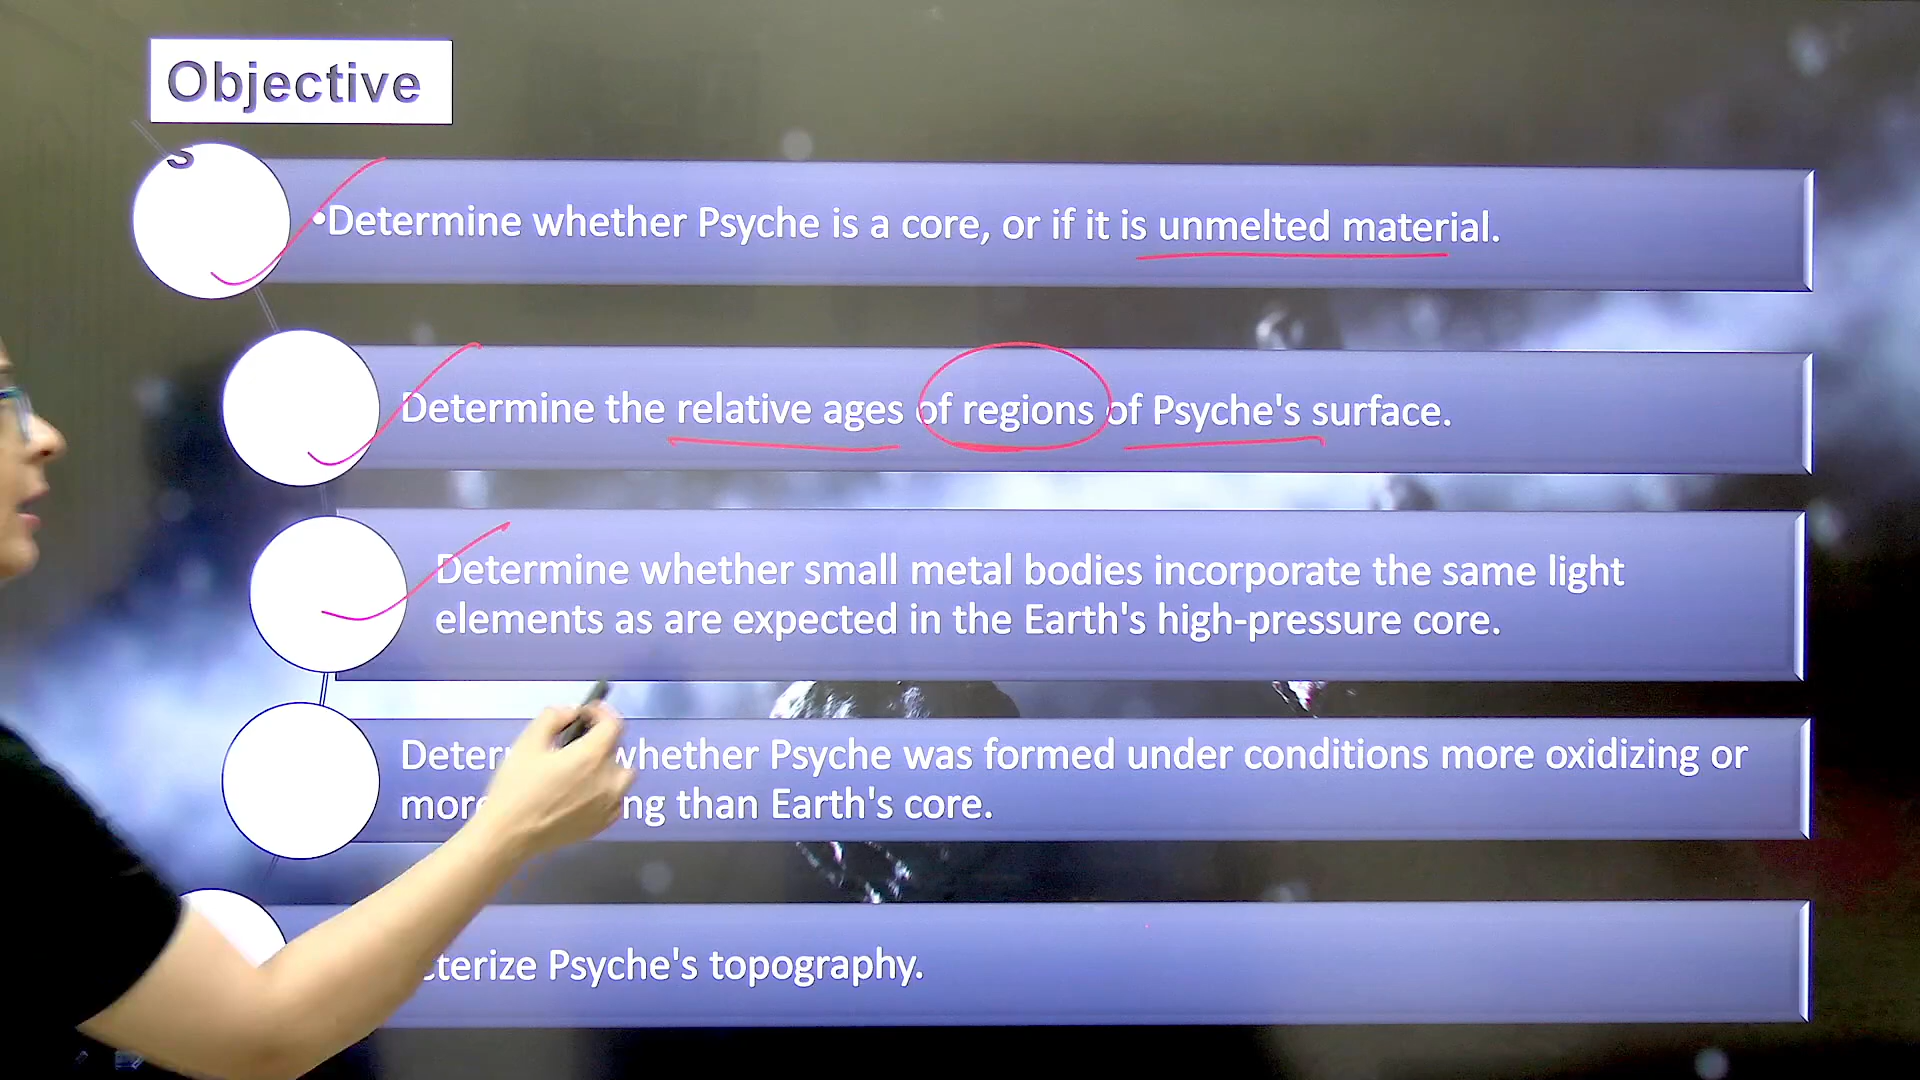 Objective
s
•Determine whether Psyche is a core, or if it is unmelted material.
Determine the relative ages of regions of Psyche's surface.
Determine whether small metal bodies incorporate the same light
elements as are expected in the Earth's high-pressure core.
whether Psyche was formed under conditions more oxidizing or
than Earth's core.
Psyche's topography.